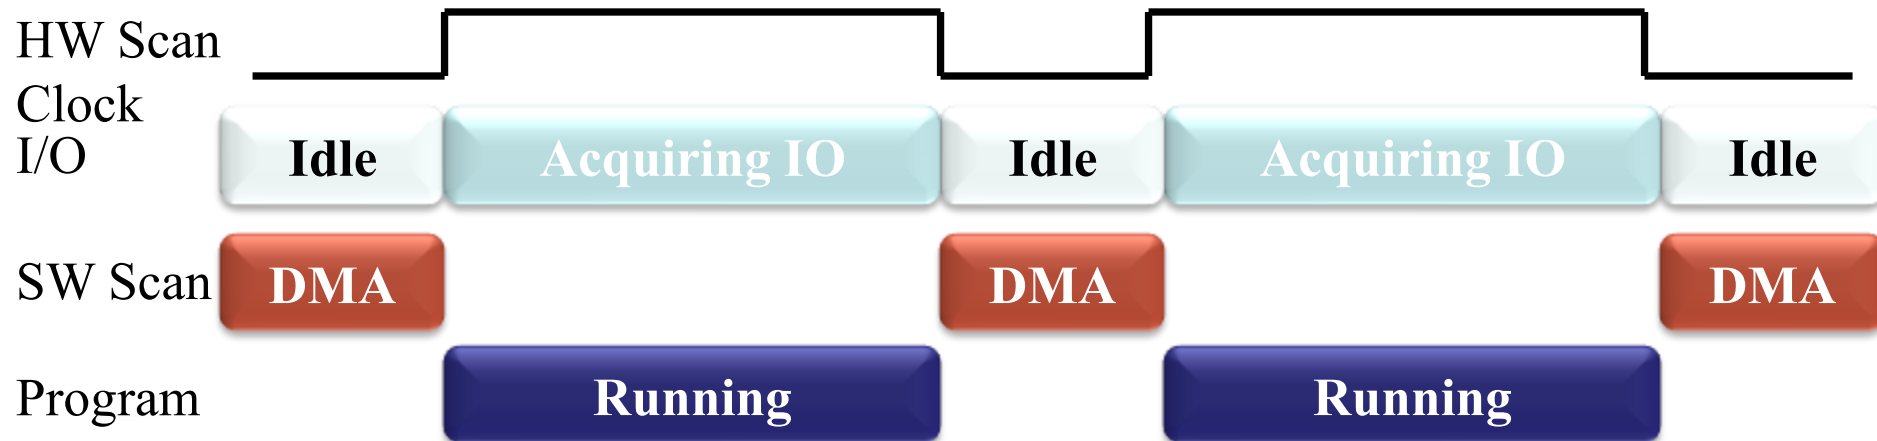 HW Scan
Clock
I/O
Idle Acquiring IO Idle Acquiring IO Idle
SW Scan DMA DMA DMA
Program Running Running